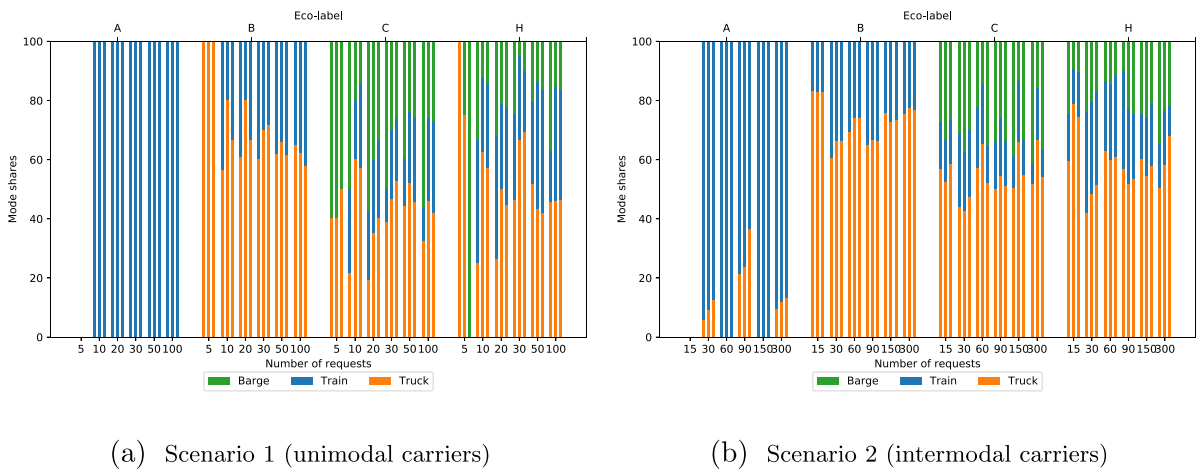 Eco-label
A B C H
100
80
60
40
20
0
Mode shares
5 10 20 30 50 100 5 10 20 30 50 100 5 10 20 30 50 100 5 10 20 30 50 100
Number of requests
Barge Train Truck
(a) Scenario 1 (unimodal carriers)
Eco-label
A B C H
100
80
60
40
20
0
Mode shares
15 30 60 90 150 300 15 30 60 90 150 300 15 30 60 90 150 300 15 30 60 90 150 300
Number of requests
Barge Train Truck
(b) Scenario 2 (intermodal carriers)